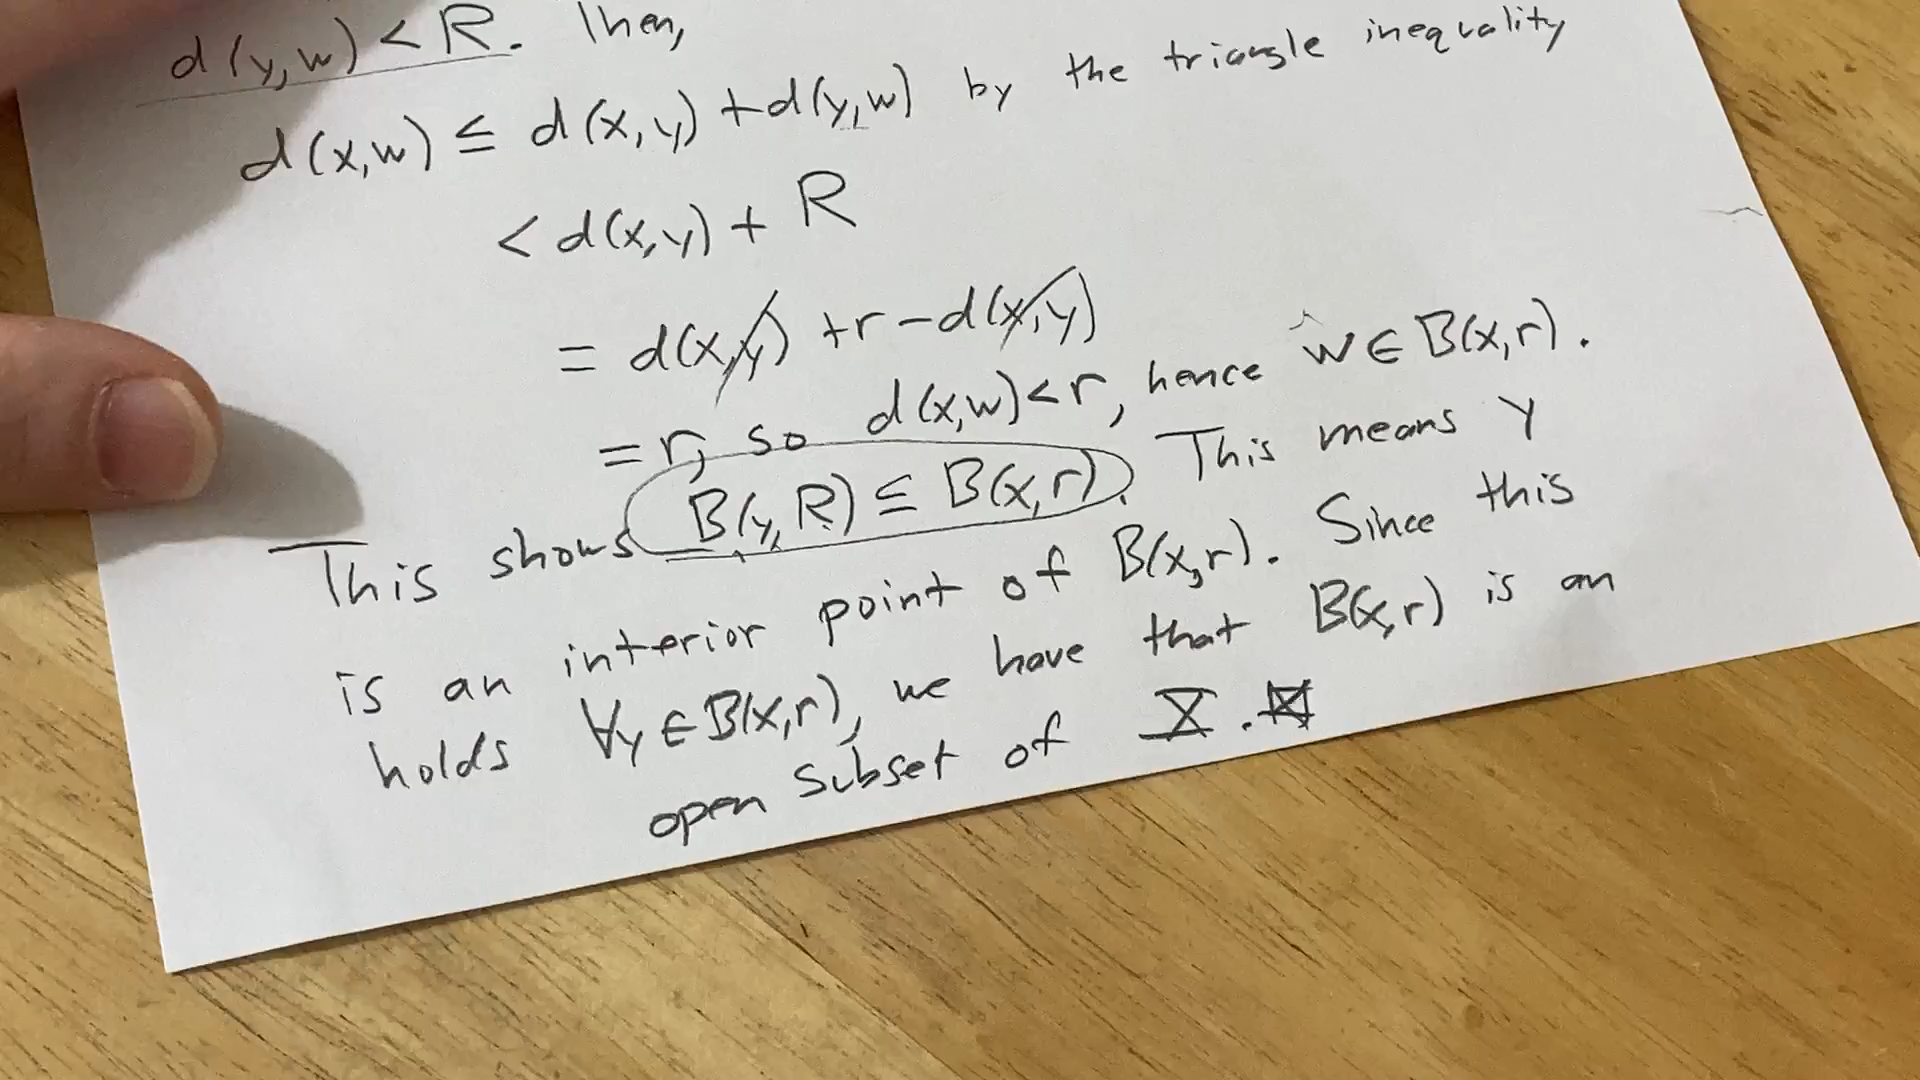 d(y,w) < R. Then,
d(x,w) ≤ d(x,y) + d(y,w) by the triangle inequality
< d(x,y) + R
= d(x,y) + r - d(x,y)
= r, so d(x,w) < r, hence w ∈ B(x,r).
This shows B(y,R) ⊆ B(x,r). This means y
is an interior point of B(x,r). Since this
holds ∀y ∈ B(x,r), we have that B(x,r) is an
open subset of X.